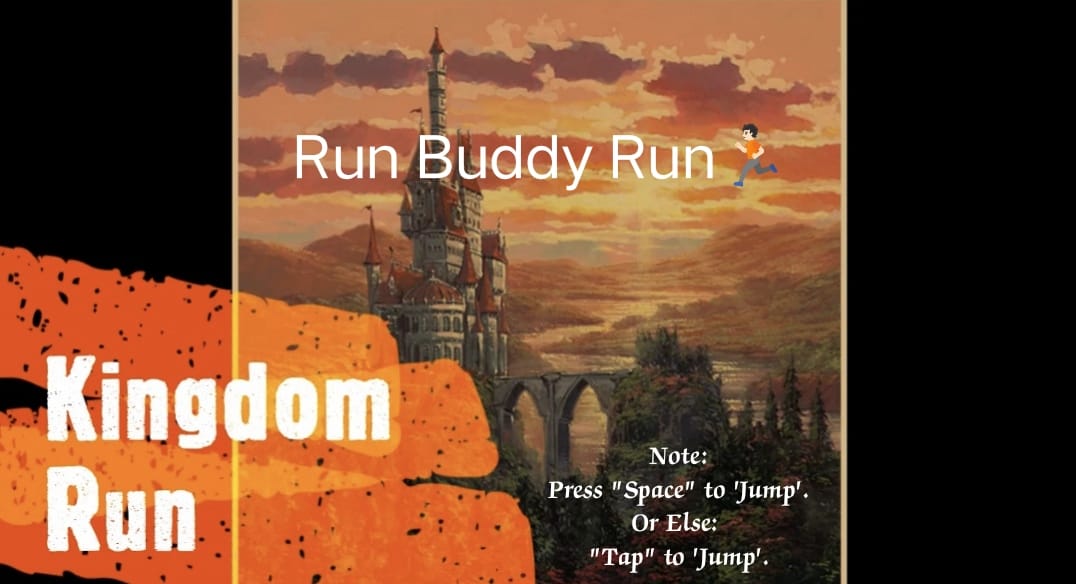 Run Buddy Run🏃🏻
Kingdom
Run
Note:
Press "Space" to 'Jump'.
Or Else:
"Tap" to 'Jump'.